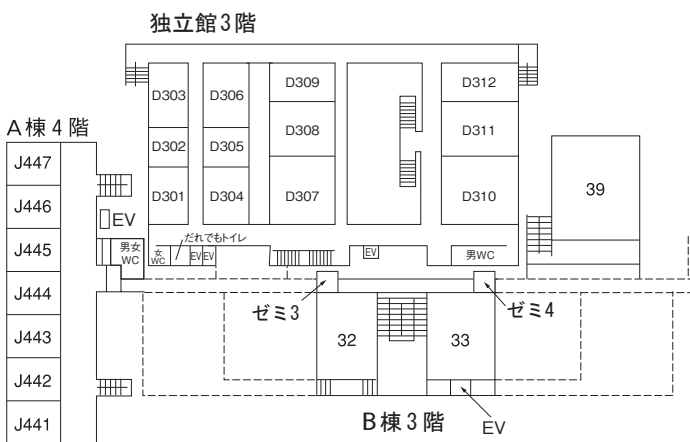 独立館3階
D303
D306
D309
D312
D308
D311
D302
D305
D301
D304
D307
D310
A棟4階
J447
J446
EV
J445
男女
WC
J444
J443
J442
J441
39
だれでもトイレ
女
WC
EV
EV
EV
男WC
ゼミ3
ゼミ4
32
33
B棟3階
EV